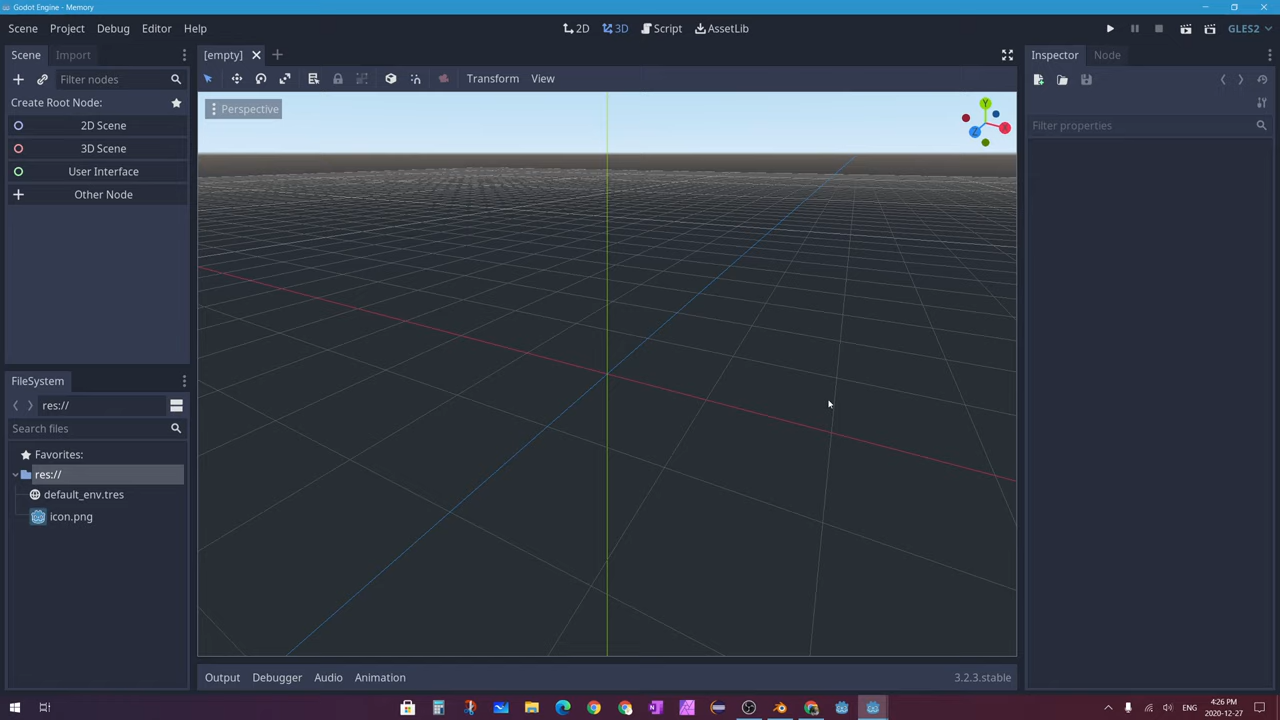 Godot Engine - Memory
Scene Project Debug Editor Help
2D 3D Script AssetLib
GLES2
Scene Import
Filter nodes
Create Root Node:
2D Scene
3D Scene
User Interface
Other Node
[empty]
Transform View
Perspective
Y
X
Z
Inspector Node
Filter properties
FileSystem
res://
Search files
Favorites:
res://
default_env.tres
icon.png
Output Debugger Audio Animation
3.2.3.stable
ENG
4:26 PM
2020-12-27